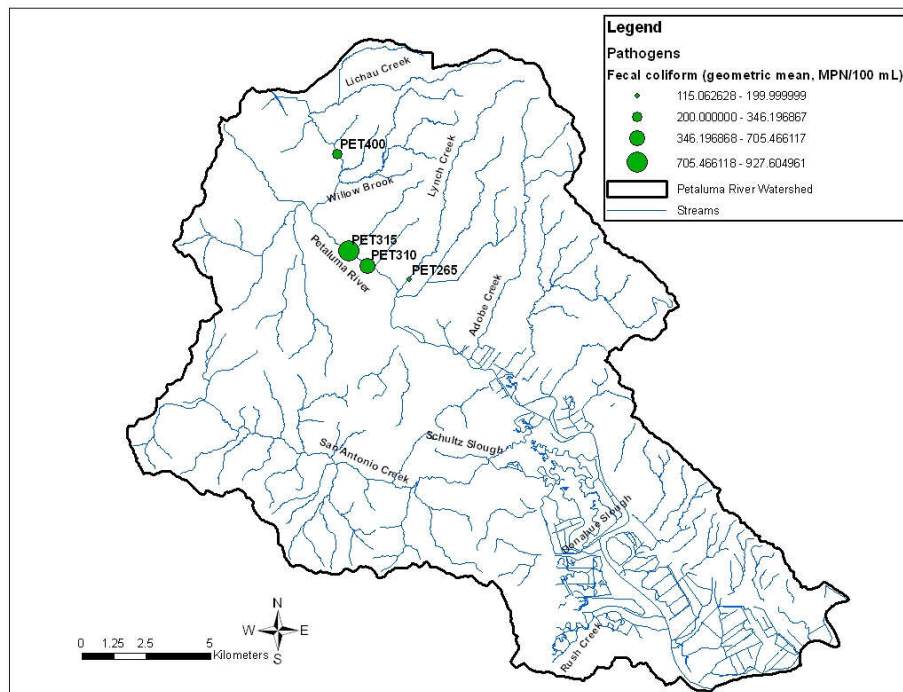 Legend
Pathogens
Fecal coliform (geometric mean, MPN/100 mL)
115.062628 - 199.999999
200.000000 - 346.196867
346.196868 - 705.466117
705.466118 - 927.604961
Petaluma River Watershed
Streams
Lichau Creek
PET400
Willow Brook
Lynch Creek
PET315
PET310
PET265
Petaluma River
Adobe Creek
Schultz Slough
San Antonio Creek
Donahue Slough
Rush Creek
N
W E
S
0 1.25 2.5 5
Kilometers